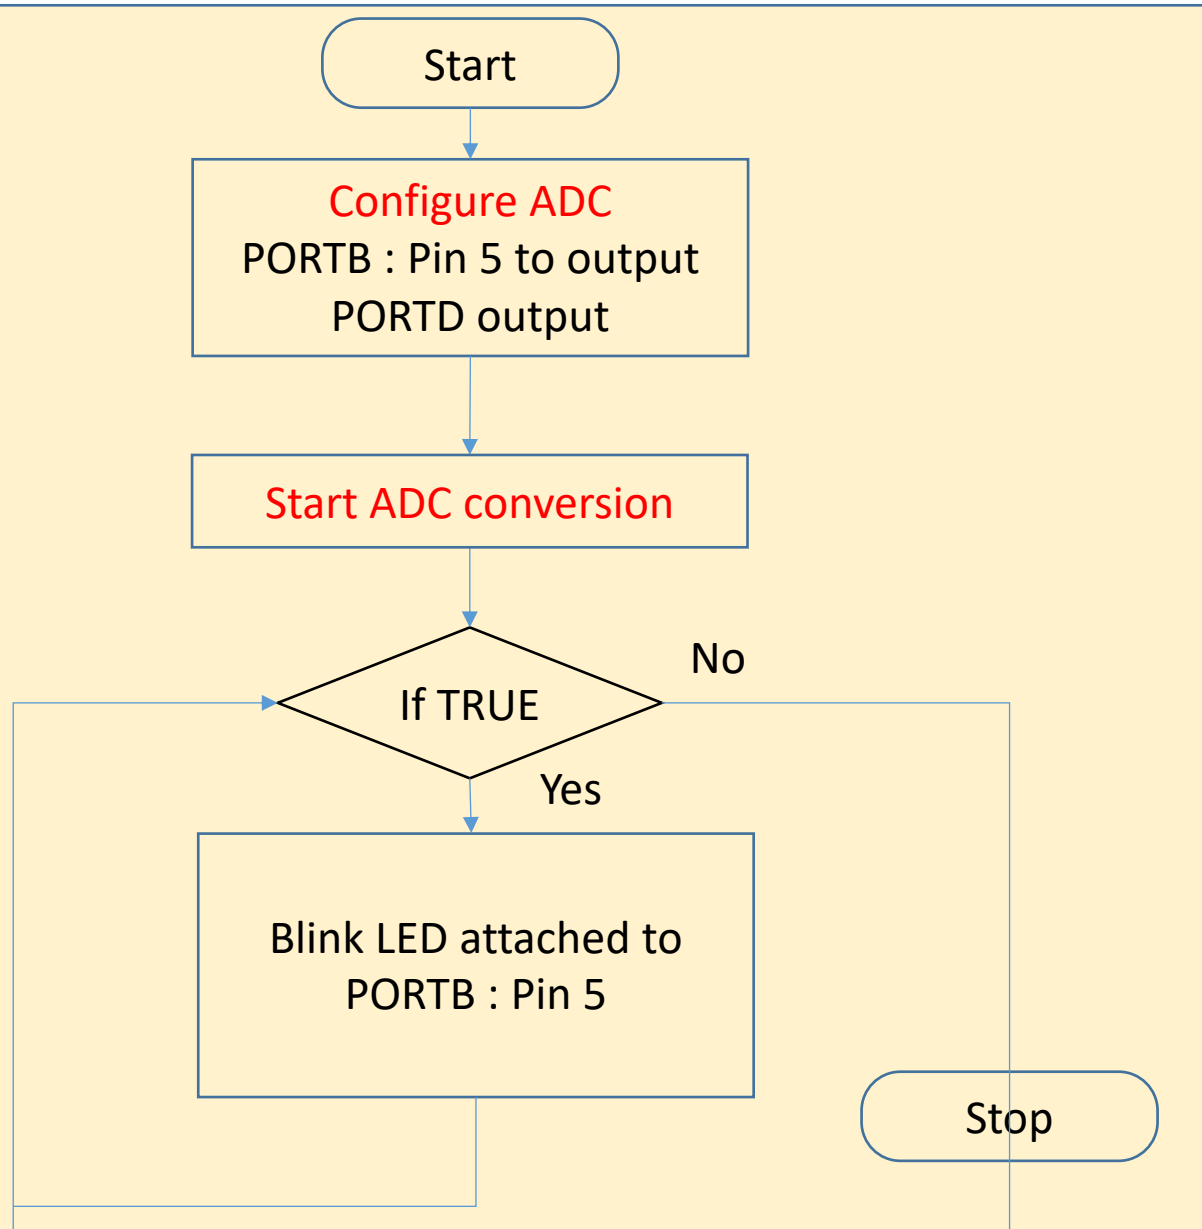 Start
Configure ADC
PORTB : Pin 5 to output
PORTD output
Start ADC conversion
If TRUE
No
Yes
Blink LED attached to
PORTB : Pin 5
Stop